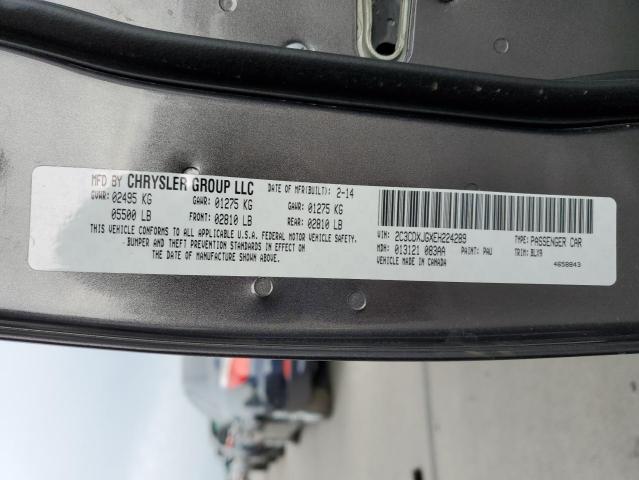 MFD BY CHRYSLER GROUP LLC DATE OF MFR(BUILT): 2-14
GVWR: 02495 KG GAWR: 01275 KG GAWR: 01275 KG
05500 LB FRONT: 02810 LB REAR: 02810 LB
THIS VEHICLE CONFORMS TO ALL APPLICABLE U.S.A. FEDERAL MOTOR VEHICLE SAFETY,
BUMPER AND THEFT PREVENTION STANDARDS IN EFFECT ON
THE DATE OF MANUFACTURE SHOWN ABOVE.
VIN: 2C3CDXJGXEH224289 TYPE: PASSENGER CAR
MDH: 013121 083AA PAINT: PAU TRIM: BLX9
VEHICLE MADE IN CANADA 4658843